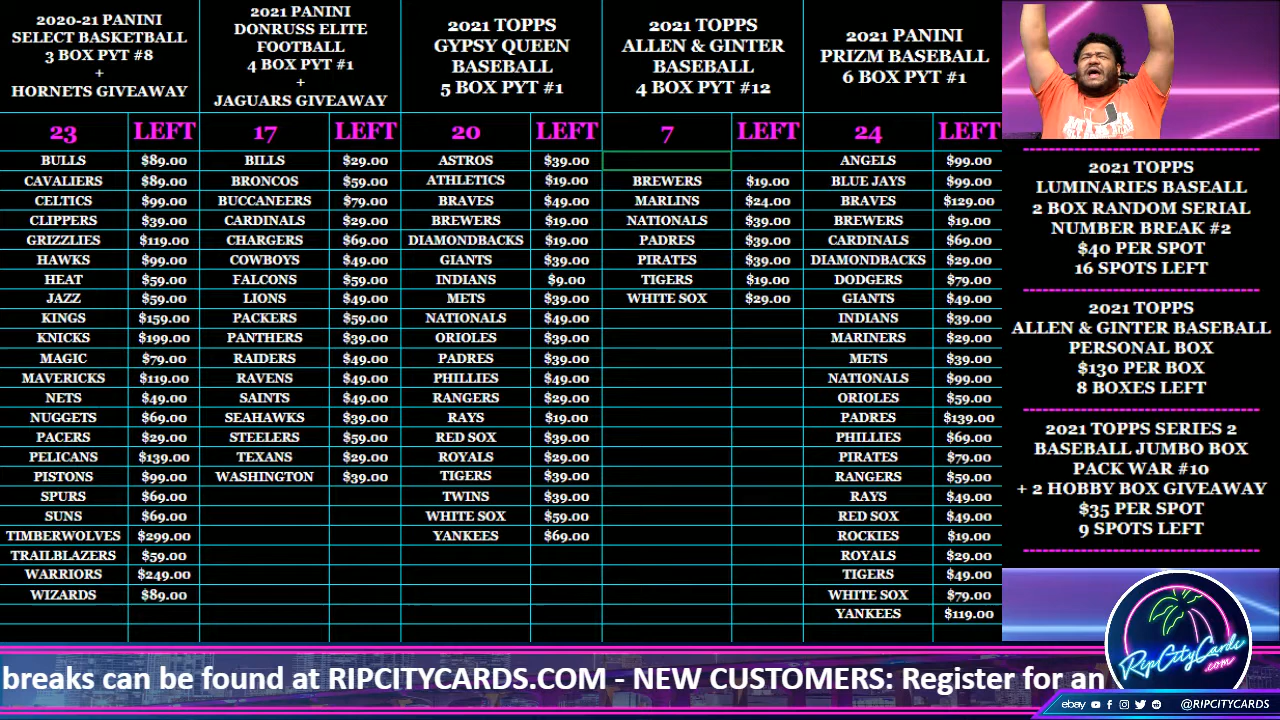 2020-21 PANINI
SELECT BASKETBALL
3 BOX PYT #8
+
HORNETS GIVEAWAY
23 LEFT
BULLS $89.00
CAVALIERS $89.00
CELTICS $99.00
CLIPPERS $39.00
GRIZZLIES $119.00
HAWKS $99.00
HEAT $59.00
JAZZ $59.00
KINGS $159.00
KNICKS $199.00
MAGIC $79.00
MAVERICKS $119.00
NETS $49.00
NUGGETS $69.00
PACERS $29.00
PELICANS $139.00
PISTONS $99.00
SPURS $69.00
SUNS $69.00
TIMBERWOLVES $299.00
TRAILBLAZERS $59.00
WARRIORS $249.00
WIZARDS $89.00
2021 PANINI
DONRUSS ELITE
FOOTBALL
4 BOX PYT #1
+
JAGUARS GIVEAWAY
17 LEFT
BILLS $29.00
BRONCOS $59.00
BUCCANEERS $79.00
CARDINALS $29.00
CHARGERS $69.00
COWBOYS $49.00
FALCONS $59.00
LIONS $49.00
PACKERS $59.00
PANTHERS $39.00
RAIDERS $49.00
RAVENS $49.00
SAINTS $49.00
SEAHAWKS $39.00
STEELERS $59.00
TEXANS $29.00
WASHINGTON $39.00
2021 TOPPS
GYPSY QUEEN
BASEBALL
5 BOX PYT #1
20 LEFT
ASTROS $39.00
ATHLETICS $19.00
BRAVES $49.00
BREWERS $19.00
DIAMONDBACKS $19.00
GIANTS $39.00
INDIANS $9.00
METS $39.00
NATIONALS $49.00
ORIOLES $39.00
PADRES $39.00
PHILLIES $49.00
RANGERS $29.00
RAYS $19.00
RED SOX $39.00
ROYALS $29.00
TIGERS $39.00
TWINS $39.00
WHITE SOX $59.00
YANKEES $69.00
2021 TOPPS
ALLEN & GINTER
BASEBALL
4 BOX PYT #12
7 LEFT
BREWERS $19.00
MARLINS $24.00
NATIONALS $39.00
PADRES $39.00
PIRATES $39.00
TIGERS $19.00
WHITE SOX $29.00
2021 PANINI
PRIZM BASEBALL
6 BOX PYT #1
24 LEFT
ANGELS $99.00
BLUE JAYS $99.00
BRAVES $129.00
BREWERS $19.00
CARDINALS $69.00
DIAMONDBACKS $29.00
DODGERS $79.00
GIANTS $49.00
INDIANS $39.00
MARINERS $29.00
METS $39.00
NATIONALS $99.00
ORIOLES $59.00
PADRES $139.00
PHILLIES $69.00
PIRATES $79.00
RANGERS $59.00
RAYS $49.00
RED SOX $49.00
ROCKIES $19.00
ROYALS $29.00
TIGERS $49.00
WHITE SOX $79.00
YANKEES $119.00
2021 TOPPS
LUMINARIES BASEALL
2 BOX RANDOM SERIAL
NUMBER BREAK #2
$40 PER SPOT
16 SPOTS LEFT
2021 TOPPS
ALLEN & GINTER BASEBALL
PERSONAL BOX
$130 PER BOX
8 BOXES LEFT
2021 TOPPS SERIES 2
BASEBALL JUMBO BOX
PACK WAR #10
+ 2 HOBBY BOX GIVEAWAY
$35 PER SPOT
9 SPOTS LEFT
breaks can be found at RIPCITYCARDS.COM - NEW CUSTOMERS: Register for an
RipCityCards
.com
ebay @RIPCITYCARDS